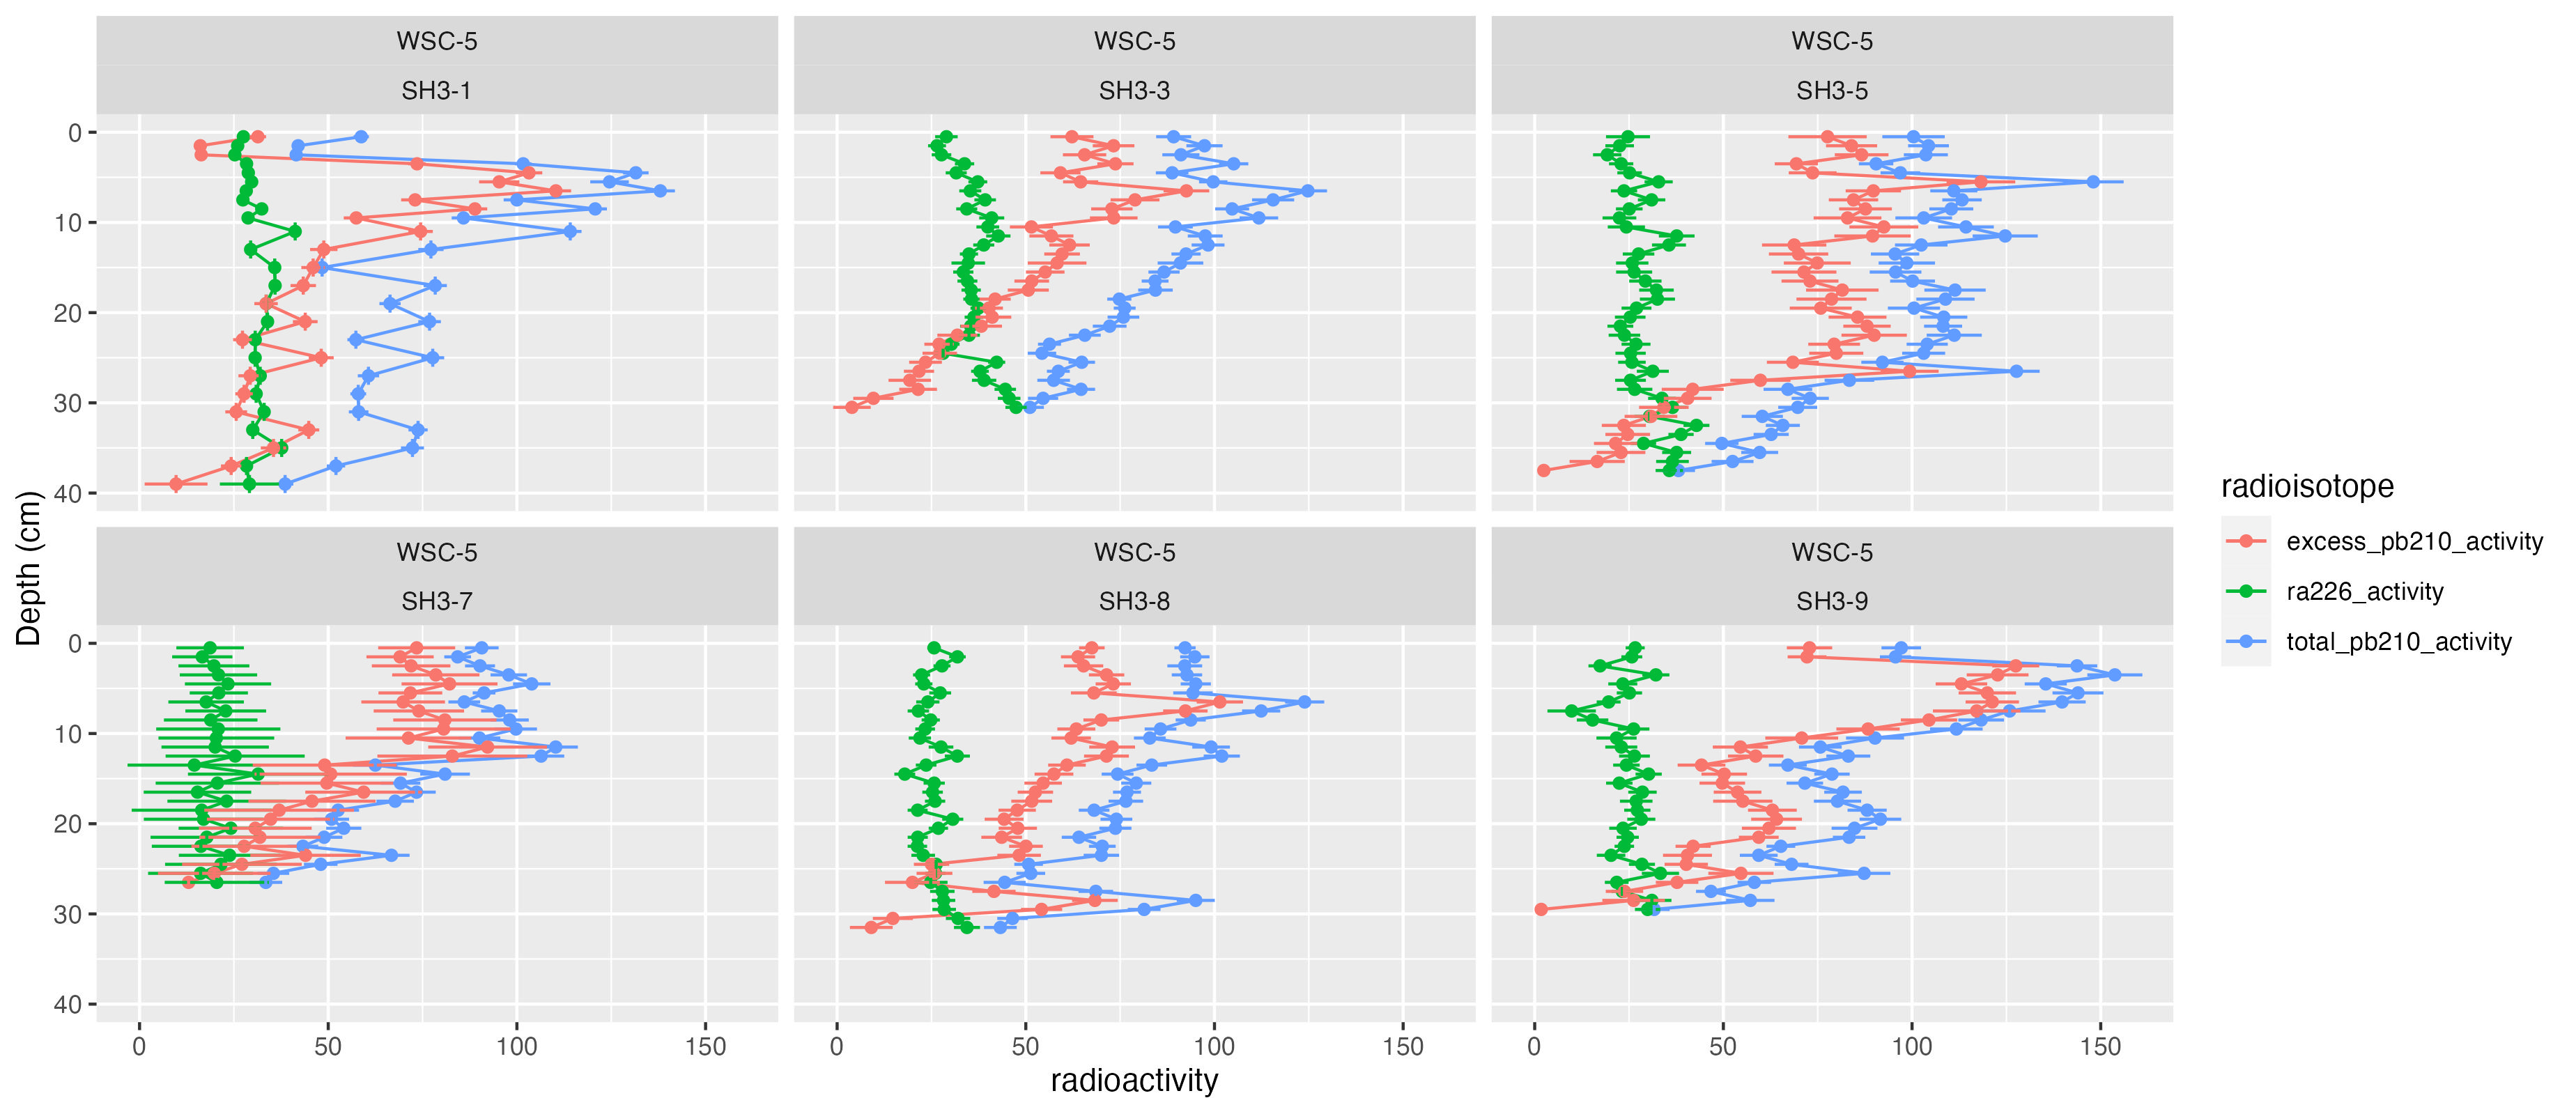 WSC-5 WSC-5 WSC-5
SH3-1 SH3-3 SH3-5
0
10
20
30
40
WSC-5 WSC-5 WSC-5
SH3-7 SH3-8 SH3-9
0
10
20
30
40
0 50 100 150 0 50 100 150 0 50 100 150
radioactivity
Depth (cm)
radioisotope
excess_pb210_activity
ra226_activity
total_pb210_activity